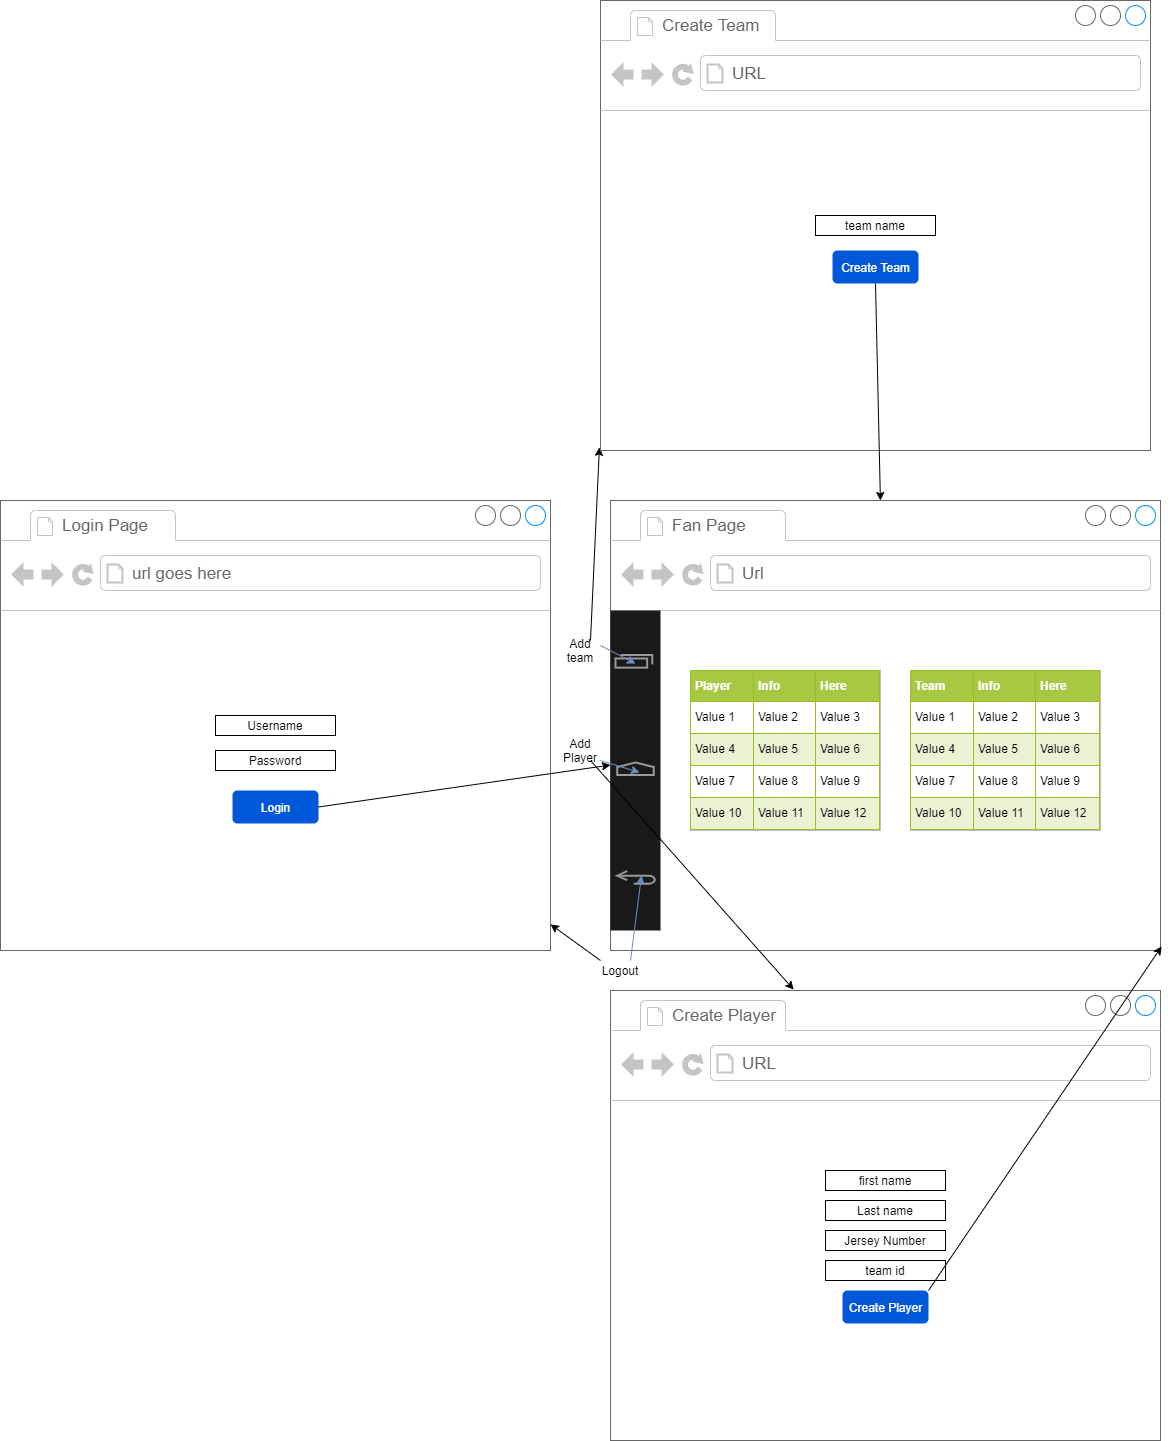 Create Team
URL
team name
Create Team
Login Page
url goes here
Username
Password
Login
Fan Page
Url
Add
team
Add
Player
Logout
Player Info Here
Value 1 Value 2 Value 3
Value 4 Value 5 Value 6
Value 7 Value 8 Value 9
Value 10 Value 11 Value 12
Team Info Here
Value 1 Value 2 Value 3
Value 4 Value 5 Value 6
Value 7 Value 8 Value 9
Value 10 Value 11 Value 12
Create Player
URL
first name
Last name
Jersey Number
team id
Create Player